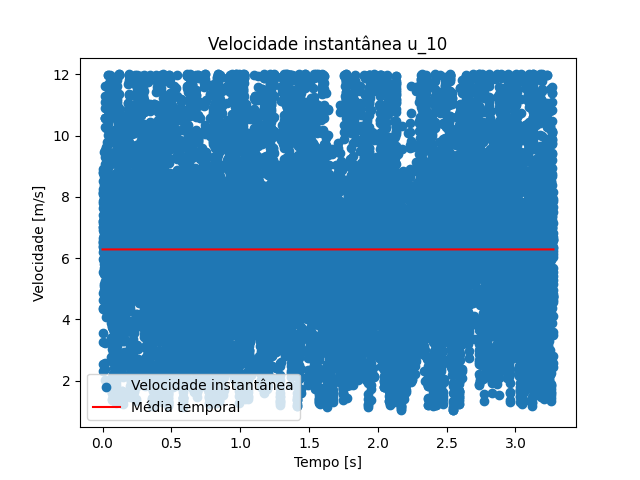 Velocidade instantânea u_10
Velocidade [m/s]
12
10
8
6
4
2
Velocidade instantânea
Média temporal
0.0 0.5 1.0 1.5 2.0 2.5 3.0
Tempo [s]